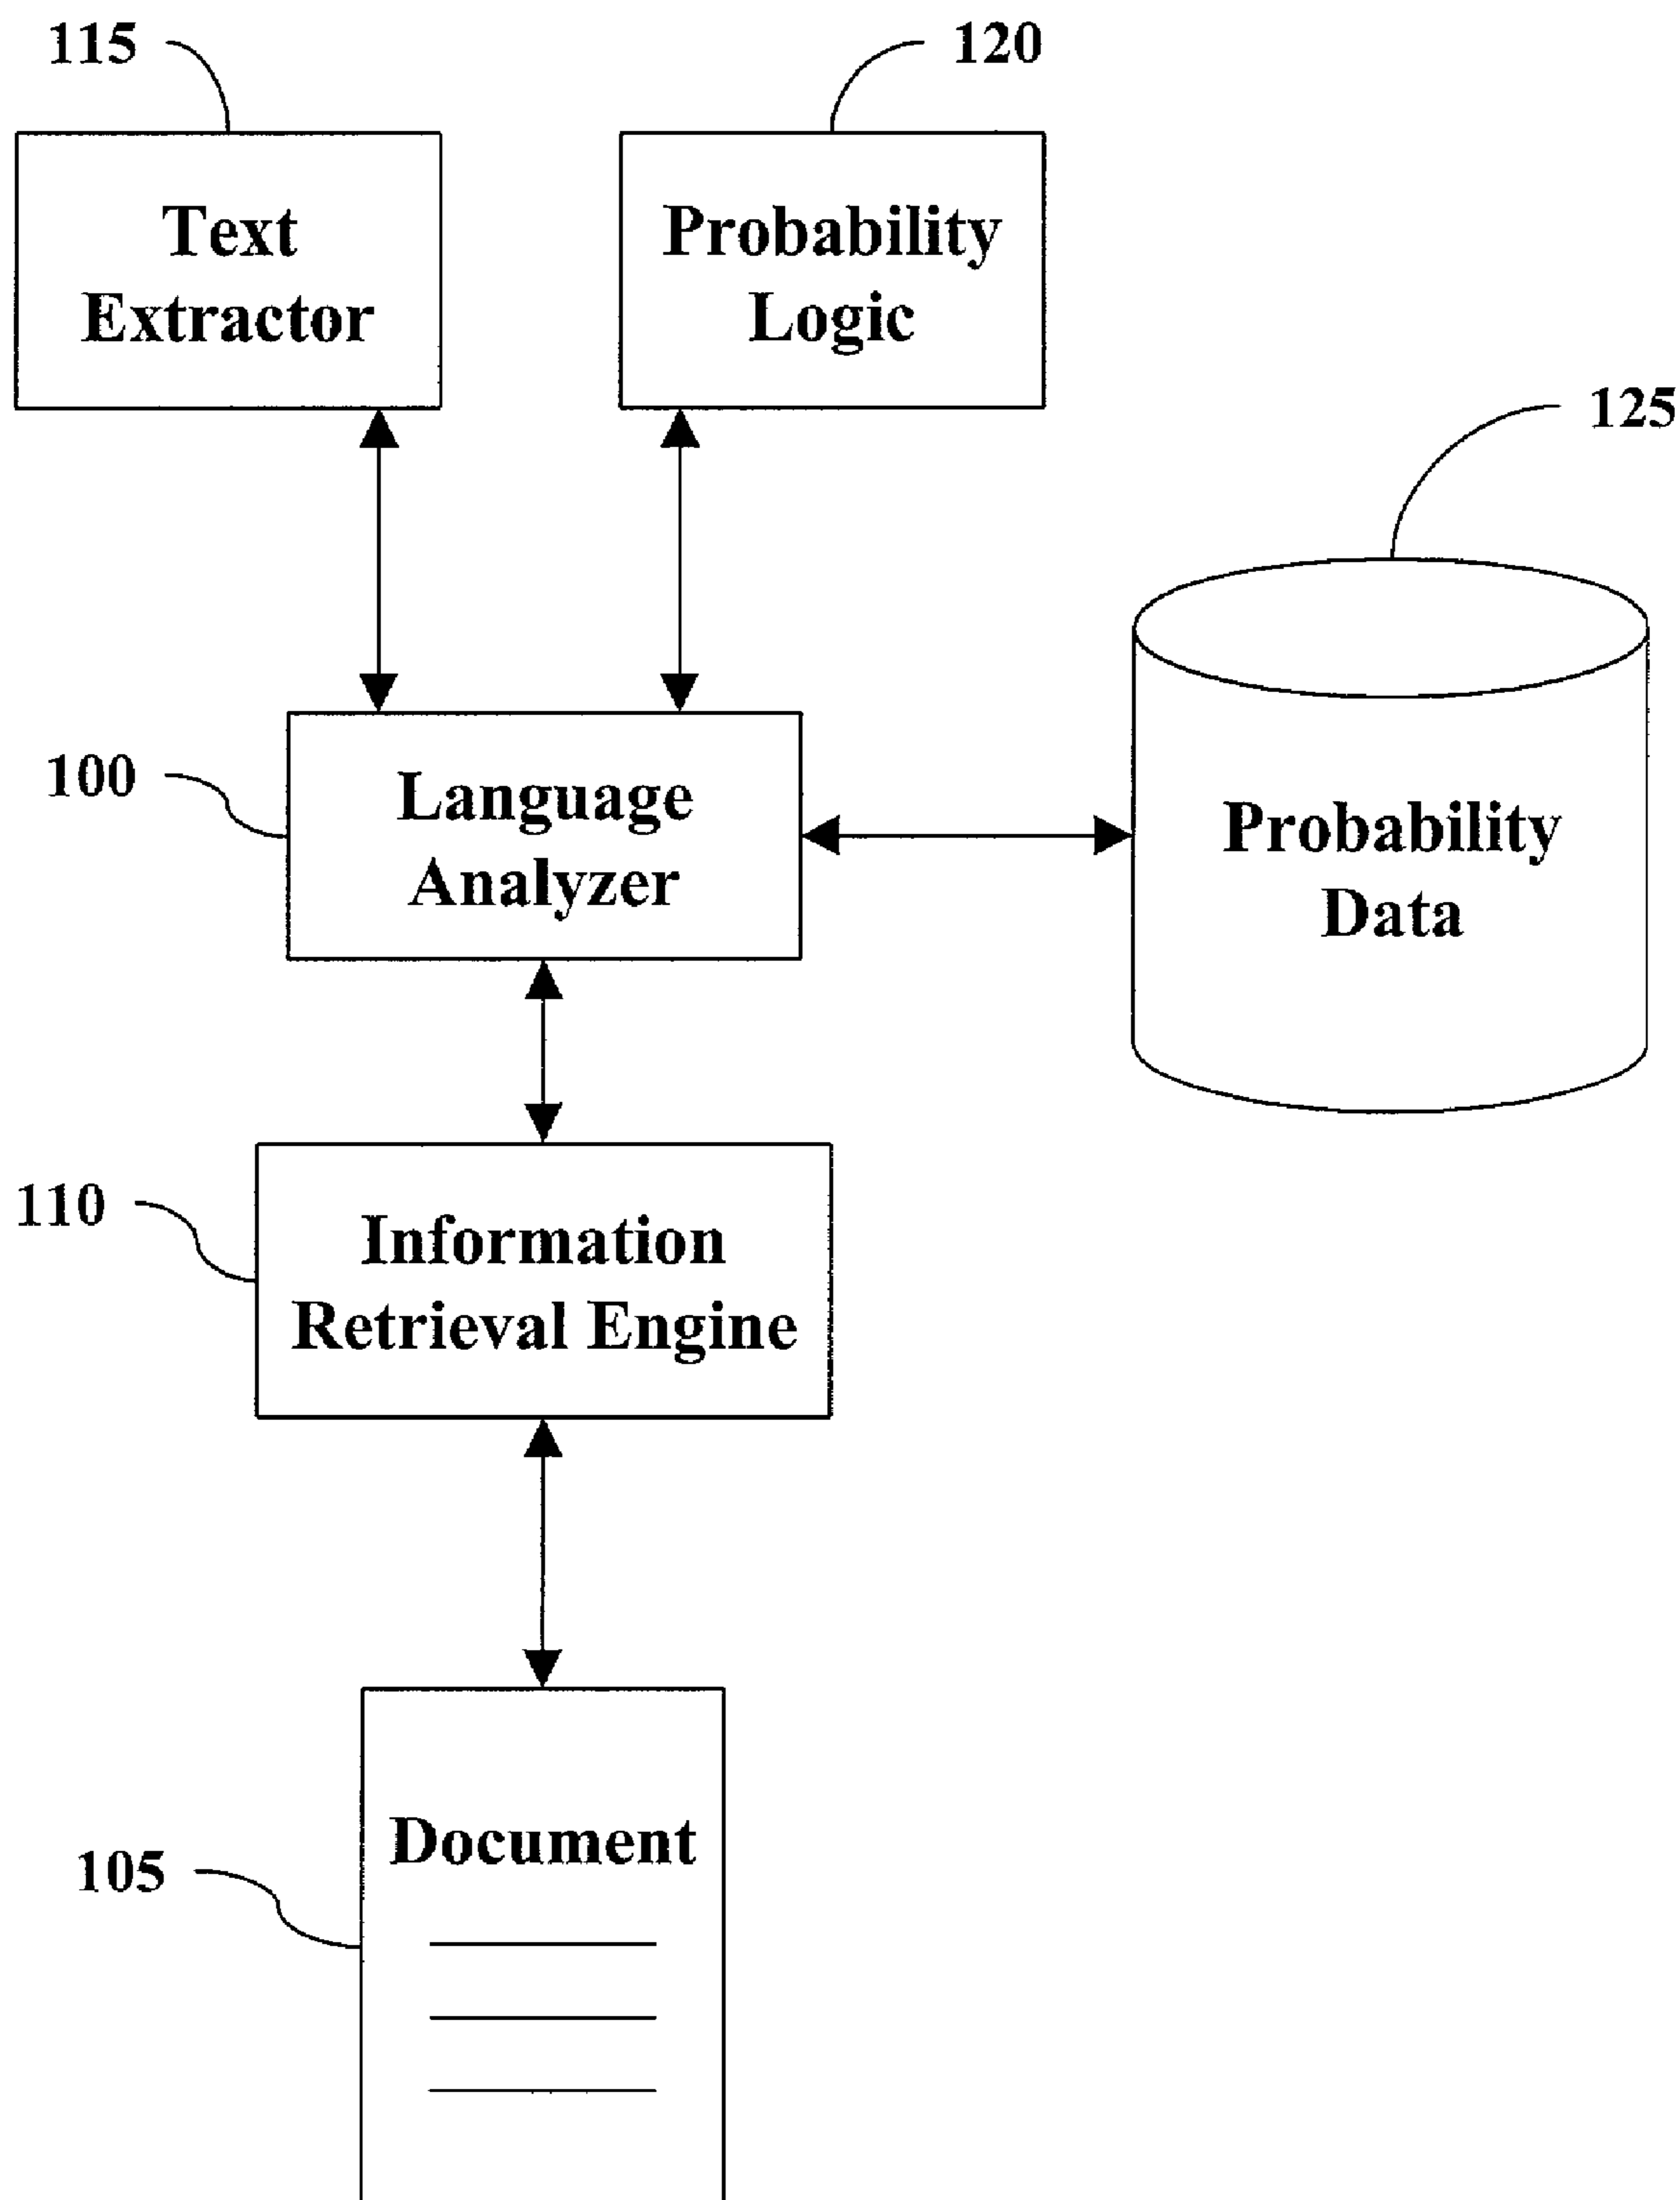 115
120
Text
Extractor
Probability
Logic
125
100
Language
Analyzer
Probability
Data
110
Information
Retrieval Engine
105
Document